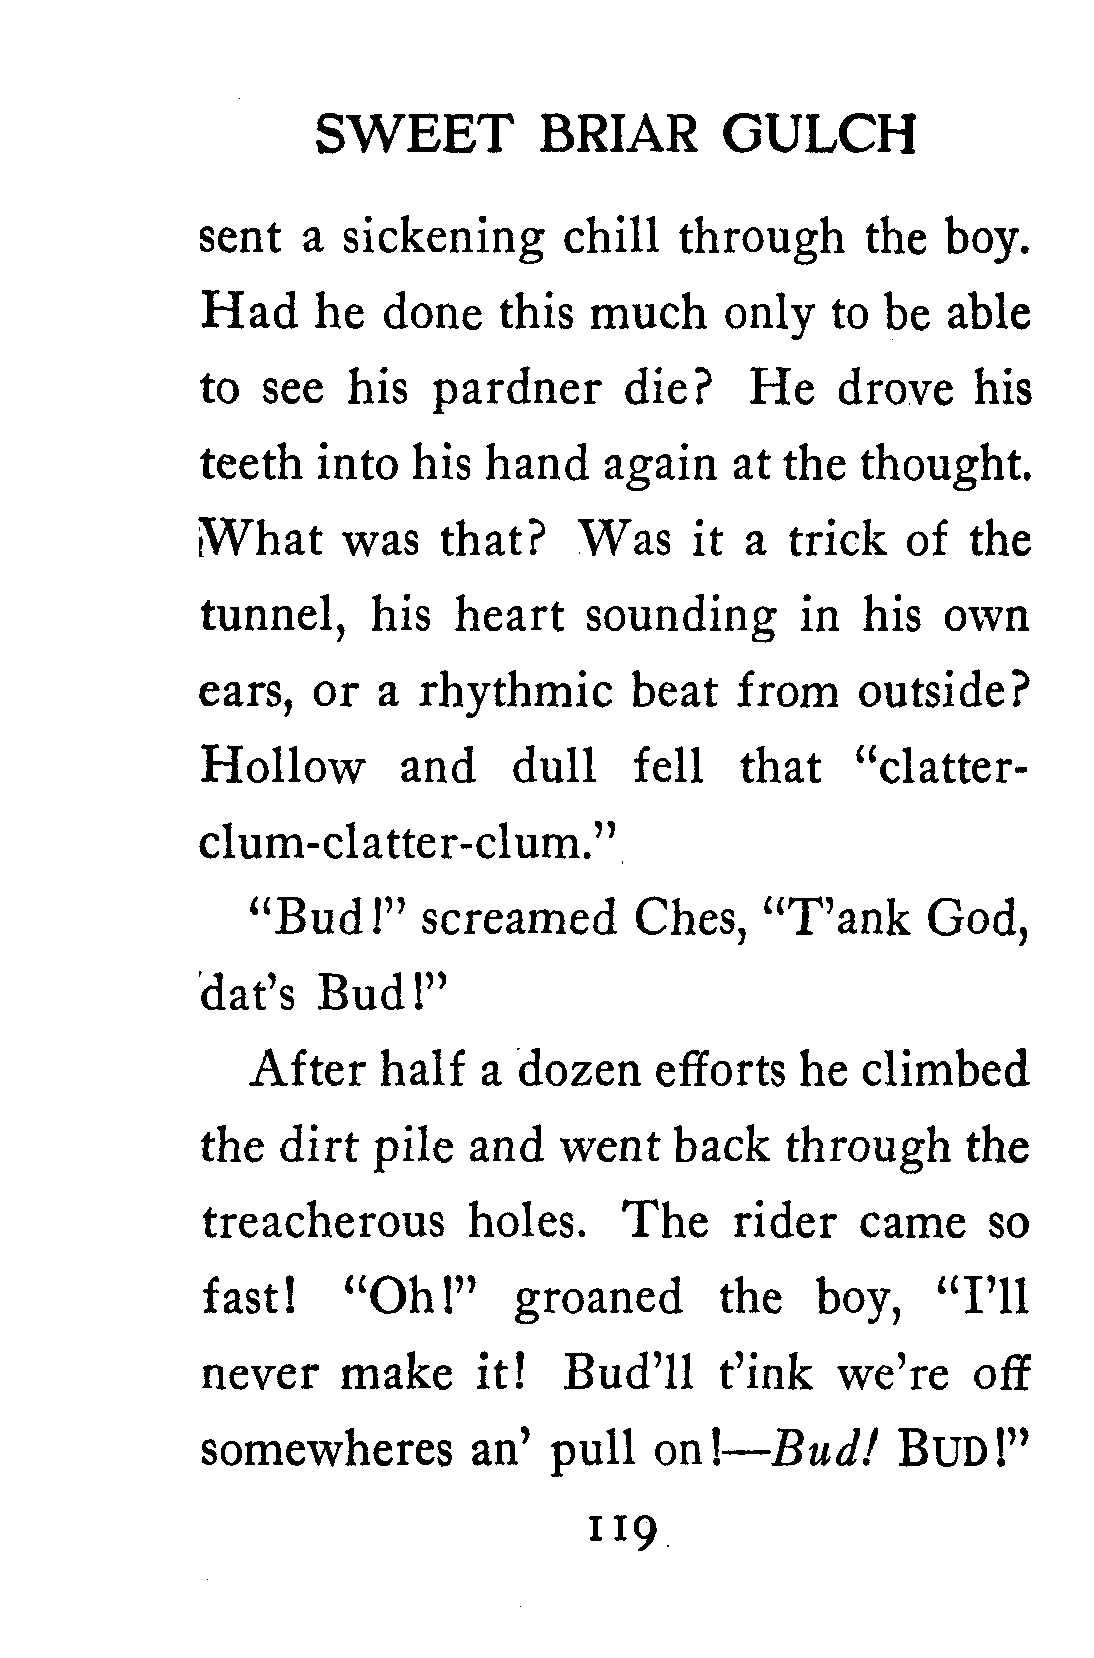 SWEET BRIAR GULCH
sent a sickening chill through the boy.
Had he done this much only to be able
to see his pardner die? He drove his
teeth into his hand again at the thought.
What was that? Was it a trick of the
tunnel, his heart sounding in his own
ears, or a rhythmic beat from outside?
Hollow and dull fell that "clatter-
clum-clatter-clum."
"Bud!" screamed Ches, "T'ank God,
dat's Bud!"
After half a dozen efforts he climbed
the dirt pile and went back through the
treacherous holes. The rider came so
fast! "Oh!" groaned the boy, "I'll
never make it! Bud'll t'ink we're off
somewheres an' pull on!—Bud! BUD!"
119